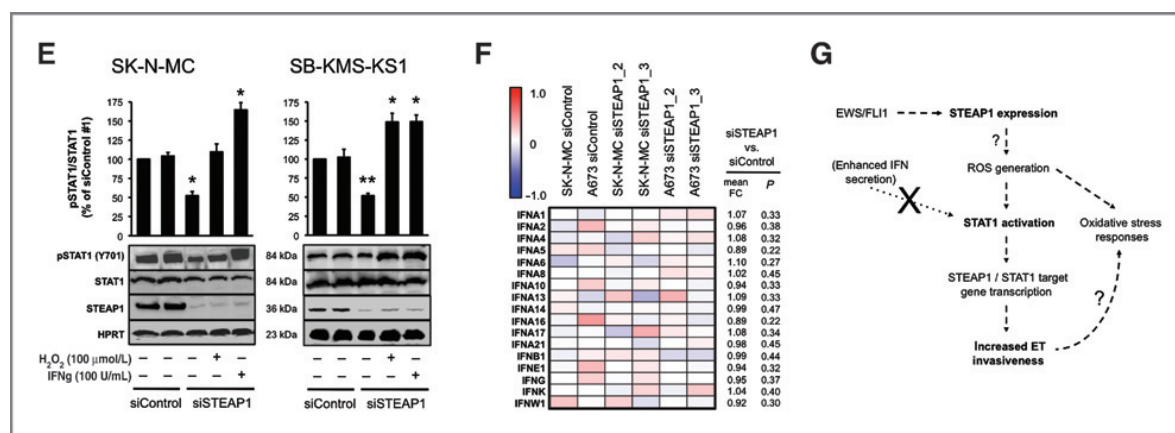 E
SK-N-MC
SB-KMS-KS1
pSTAT1/STAT1
(% of siControl #1)
175
150
125
100
75
50
25
0
*
*
175
150
125
100
75
50
25
0
**
*
*
pSTAT1 (Y701)
84 kDa
STAT1
84 kDa
STEAP1
36 kDa
HPRT
23 kDa
H2O2 (100 μmol/L)
– – – + –
– – – + –
IFNg (100 U/mL)
– – – – +
– – – – +
siControl siSTEAP1
siControl siSTEAP1
F
1.0
0.0
-1.0
SK-N-MC siControl
A673 siControl
SK-N-MC siSTEAP1_2
SK-N-MC siSTEAP1_3
A673 siSTEAP1_2
A673 siSTEAP1_3
siSTEAP1
vs.
siControl
mean
FC
P
IFNA1 1.07 0.33
IFNA2 0.96 0.38
IFNA4 1.08 0.32
IFNA5 0.89 0.22
IFNA6 1.10 0.27
IFNA8 1.02 0.45
IFNA10 0.94 0.33
IFNA13 1.09 0.33
IFNA14 0.99 0.47
IFNA16 0.89 0.22
IFNA17 1.08 0.34
IFNA21 0.98 0.45
IFNB1 0.99 0.44
IFNE1 0.94 0.32
IFNG 0.95 0.37
IFNK 1.04 0.40
IFNW1 0.92 0.30
G
EWS/FLI1
STEAP1 expression
?
(Enhanced IFN
secretion)
ROS generation
X
STAT1 activation
Oxidative stress
responses
STEAP1 / STAT1 target
gene transcription
?
Increased ET
invasiveness